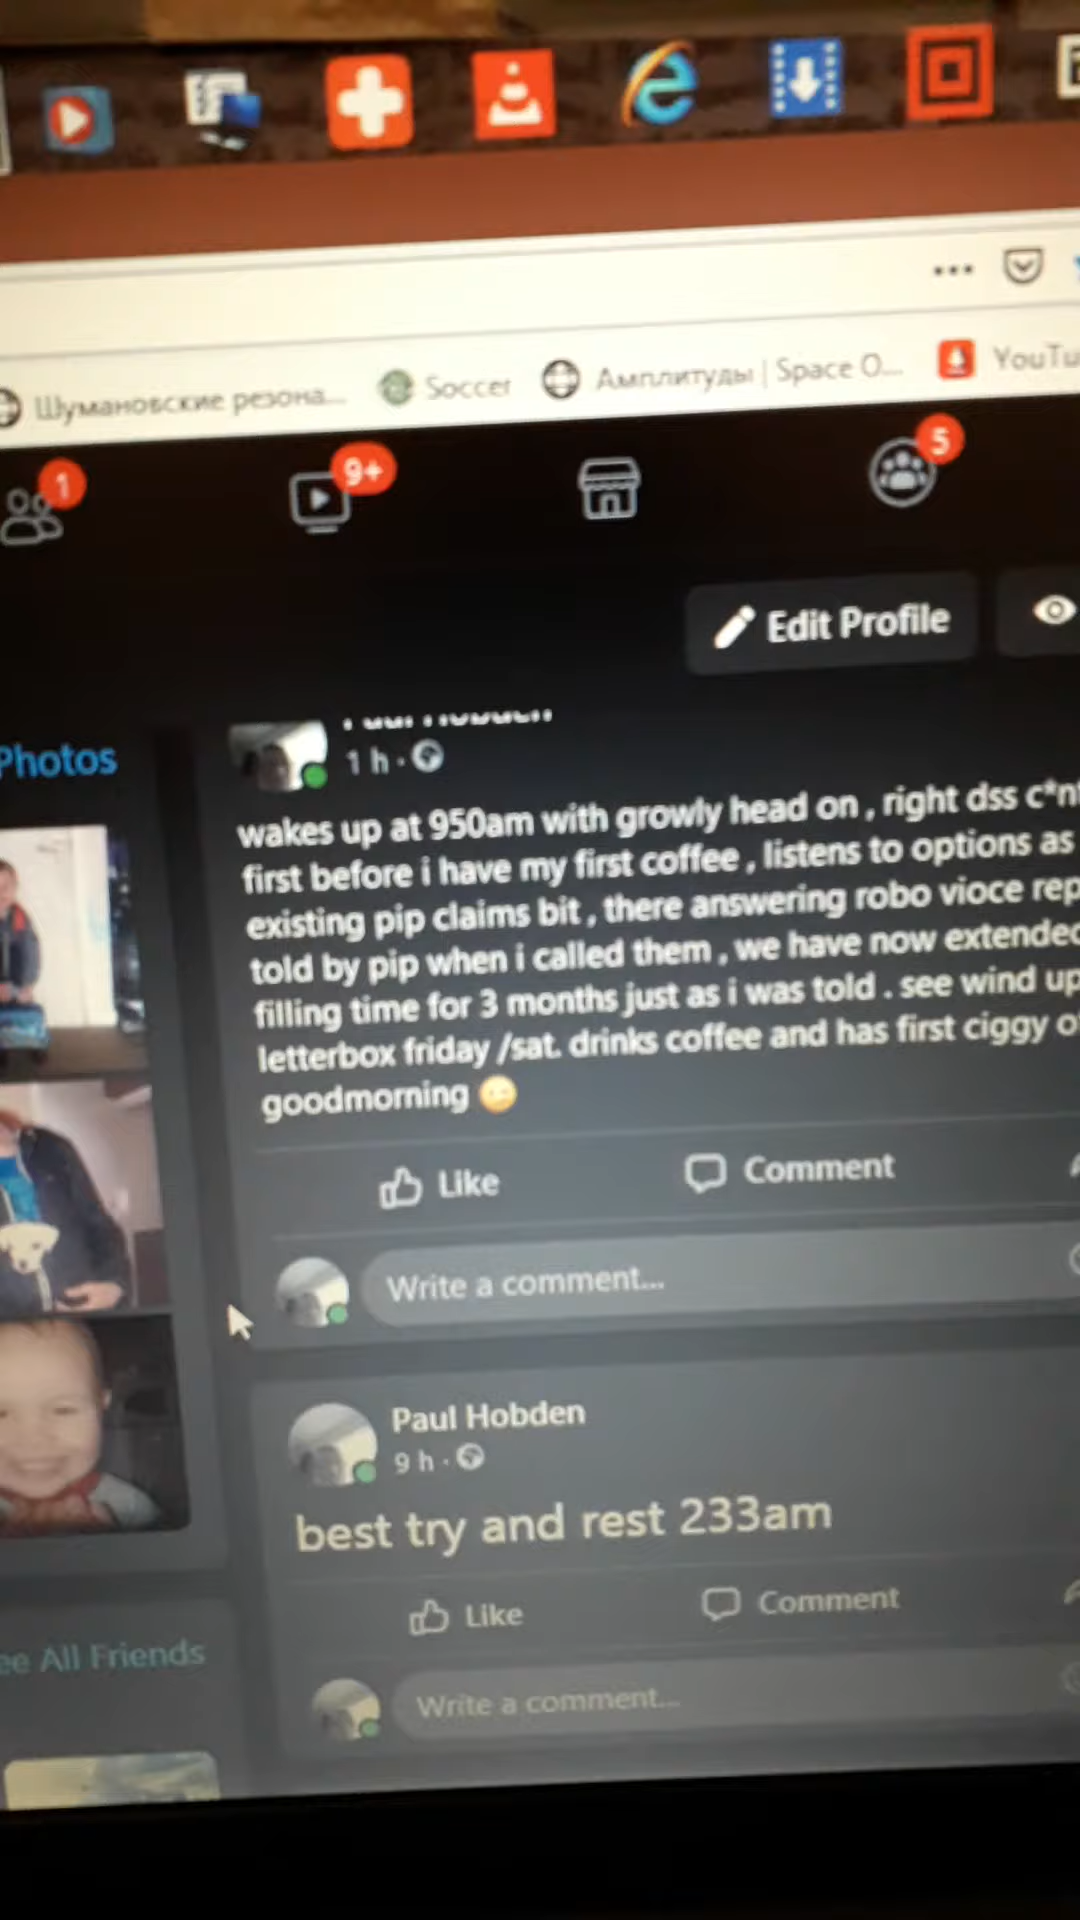 Шумановские резона...
Soccer
Амплитуды | Space O...
YouTu
1
9+
5
Edit Profile
Photos
1 h
wakes up at 950am with growly head on , right dss c*nt
first before i have my first coffee , listens to options as
existing pip claims bit , there answering robo vioce rep
told by pip when i called them , we have now extended
filling time for 3 months just as i was told . see wind up
letterbox friday /sat. drinks coffee and has first ciggy o
goodmorning
Like
Comment
Write a comment...
Paul Hobden
9 h
best try and rest 233am
Like
Comment
ee All Friends
Write a comment...